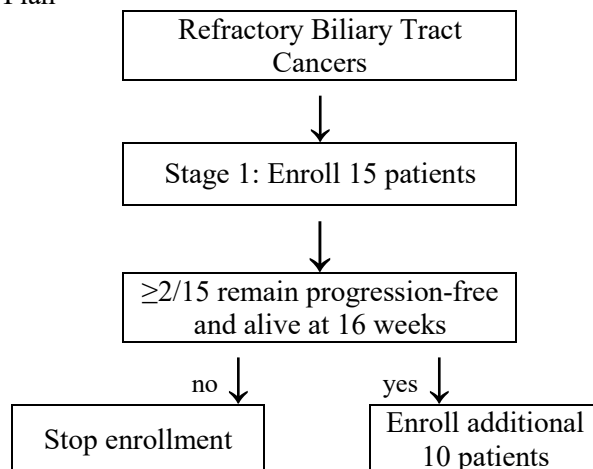 Plan
Refractory Biliary Tract
Cancers
Stage 1: Enroll 15 patients
≥2/15 remain progression-free
and alive at 16 weeks
no
yes
Stop enrollment
Enroll additional
10 patients